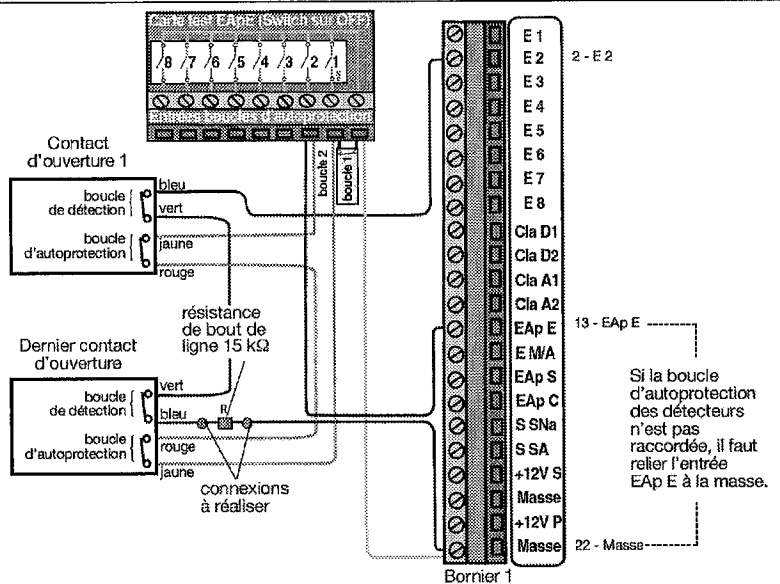 Carte test EApE (Switch sur OFF)
8 7 6 5 4 3 2 1
Entrées boucles d'autoprotection
boucle 2
boucle 1
Contact
d'ouverture 1
boucle
de détection
boucle
d'autoprotection
bleu
vert
jaune
rouge
résistance
de bout de
ligne 15 kΩ
Dernier contact
d'ouverture
boucle
de détection
boucle
d'autoprotection
vert
bleu
R
rouge
jaune
connexions
à réaliser
E 1
E 2
E 3
E 4
E 5
E 6
E 7
E 8
Cla D1
Cla D2
Cla A1
Cla A2
EAp E
E M/A
EAp S
EAp C
S SNa
S SA
+12V S
Masse
+12V P
Masse
Bornier 1
2 - E 2
13 - EAp E
Si la boucle
d'autoprotection
des détecteurs
n'est pas
raccordée, il faut
relier l'entrée
EAp E à la masse.
22 - Masse